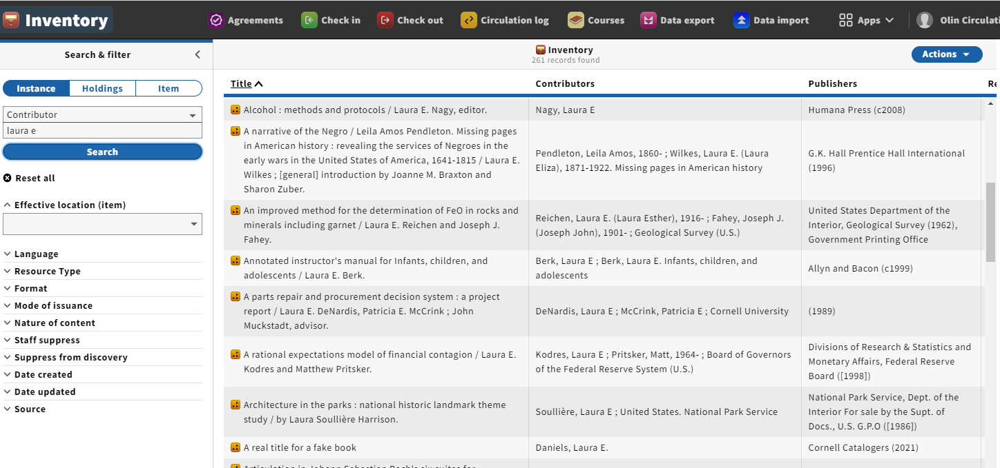 Inventory
Agreements
Check in
Check out
Circulation log
Courses
Data export
Data import
Apps
Olin Circulati
Search & filter
Inventory
261 records found
Actions
Instance
Holdings
Item
Contributor
laura e
Search
Reset all
Effective location (item)
Language
Resource Type
Format
Mode of issuance
Nature of content
Staff suppress
Suppress from discovery
Date created
Date updated
Source
Title
Contributors
Publishers
Re
Alcohol : methods and protocols / Laura E. Nagy, editor.
Nagy, Laura E
Humana Press (c2008)
A narrative of the Negro / Leila Amos Pendleton. Missing pages
in American history : revealing the services of Negroes in the
early wars in the United States of America, 1641-1815 / Laura E.
Wilkes ; [general] introduction by Joanne M. Braxton and
Sharon Zuber.
Pendleton, Leila Amos, 1860- ; Wilkes, Laura E. (Laura
Eliza), 1871-1922. Missing pages in American history
G.K. Hall Prentice Hall International
(1996)
An improved method for the determination of FeO in rocks and
minerals including garnet / Laura E. Reichen and Joseph J.
Fahey.
Reichen, Laura E. (Laura Esther), 1916- ; Fahey, Joseph J.
(Joseph John), 1901- ; Geological Survey (U.S.)
United States Department of the
Interior, Geological Survey (1962),
Government Printing Office
Annotated instructor's manual for Infants, children, and
adolescents / Laura E. Berk.
Berk, Laura E ; Berk, Laura E. Infants, children, and
adolescents
Allyn and Bacon (c1999)
A parts repair and procurement decision system : a project
report / Laura E. DeNardis, Patricia E. McCrink ; John
Muckstadt, advisor.
DeNardis, Laura E ; McCrink, Patricia E ; Cornell University
(1989)
A rational expectations model of financial contagion / Laura E.
Kodres and Matthew Pritsker.
Kodres, Laura E ; Pritsker, Matt, 1964- ; Board of Governors
of the Federal Reserve System (U.S.)
Divisions of Research & Statistics and
Monetary Affairs, Federal Reserve
Board ([1998])
Architecture in the parks : national historic landmark theme
study / by Laura Soullière Harrison.
Soullière, Laura E ; United States. National Park Service
National Park Service, Dept. of the
Interior For sale by the Supt. of
Docs., U.S. G.P.O ([1986])
A real title for a fake book
Daniels, Laura E.
Cornell Catalogers (2021)
Articulation in Johann Sebastian Bach's six suites for